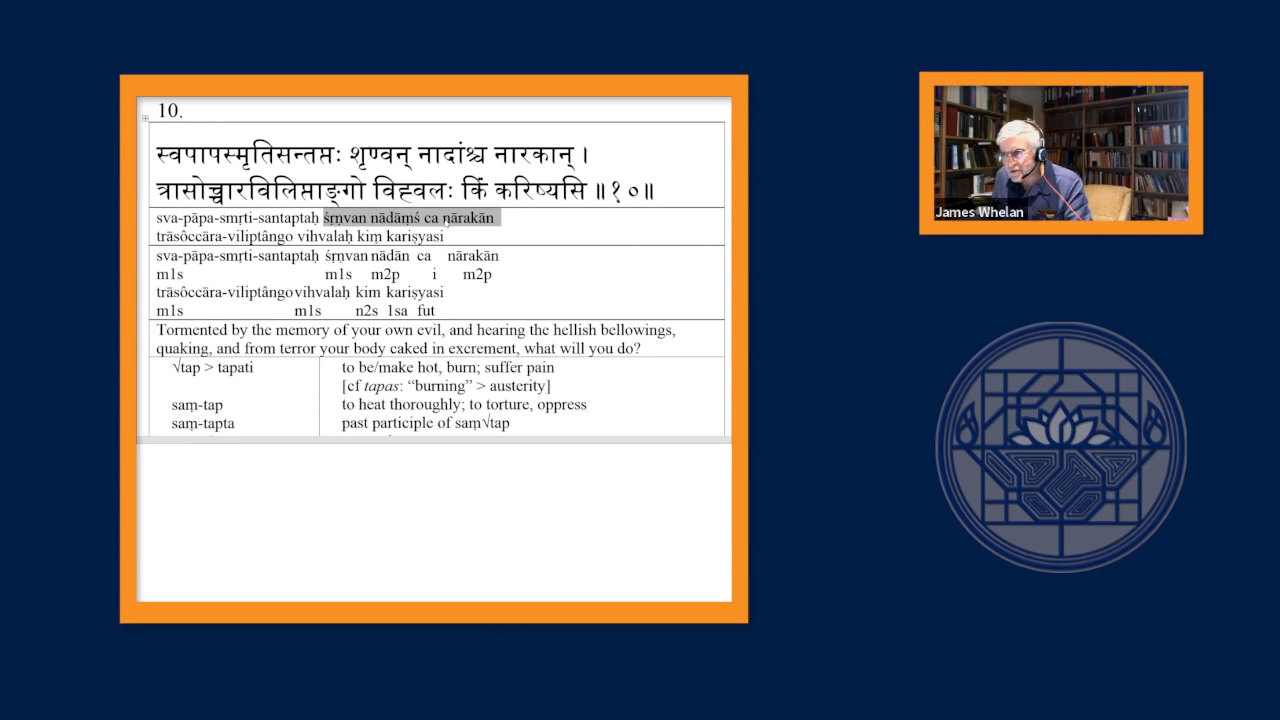 10.
स्वपापस्मृतिसन्तप्तः शृण्वन् नादांश्च नारकान् ।
त्रासोच्चारविलिप्ताङ्गो विह्वलः किं करिष्यसि ॥१०॥
sva-pāpa-smṛti-santaptaḥ śṛṇvan nādāṃś ca nārakān
trāsôccāra-viliptângo vihvalaḥ kiṃ kariṣyasi
sva-pāpa-smṛti-santaptaḥ śṛṇvan nādān ca nārakān
m1s m1s m2p i m2p
trāsôccāra-viliptângo vihvalaḥ kim kariṣyasi
m1s m1s n2s 1sa fut
Tormented by the memory of your own evil, and hearing the hellish bellowings,
quaking, and from terror your body caked in excrement, what will you do?
√tap > tapati to be/make hot, burn; suffer pain
[cf tapas: “burning” > austerity]
saṃ-tap to heat thoroughly; to torture, oppress
saṃ-tapta past participle of saṃ√tap
James Whelan